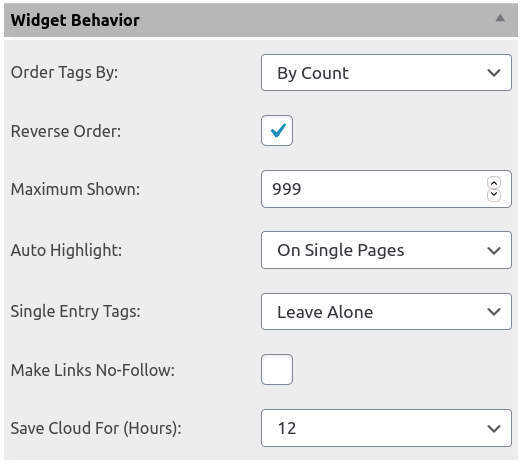 Widget Behavior
Order Tags By: By Count
Reverse Order:
Maximum Shown: 999
Auto Highlight: On Single Pages
Single Entry Tags: Leave Alone
Make Links No-Follow:
Save Cloud For (Hours): 12